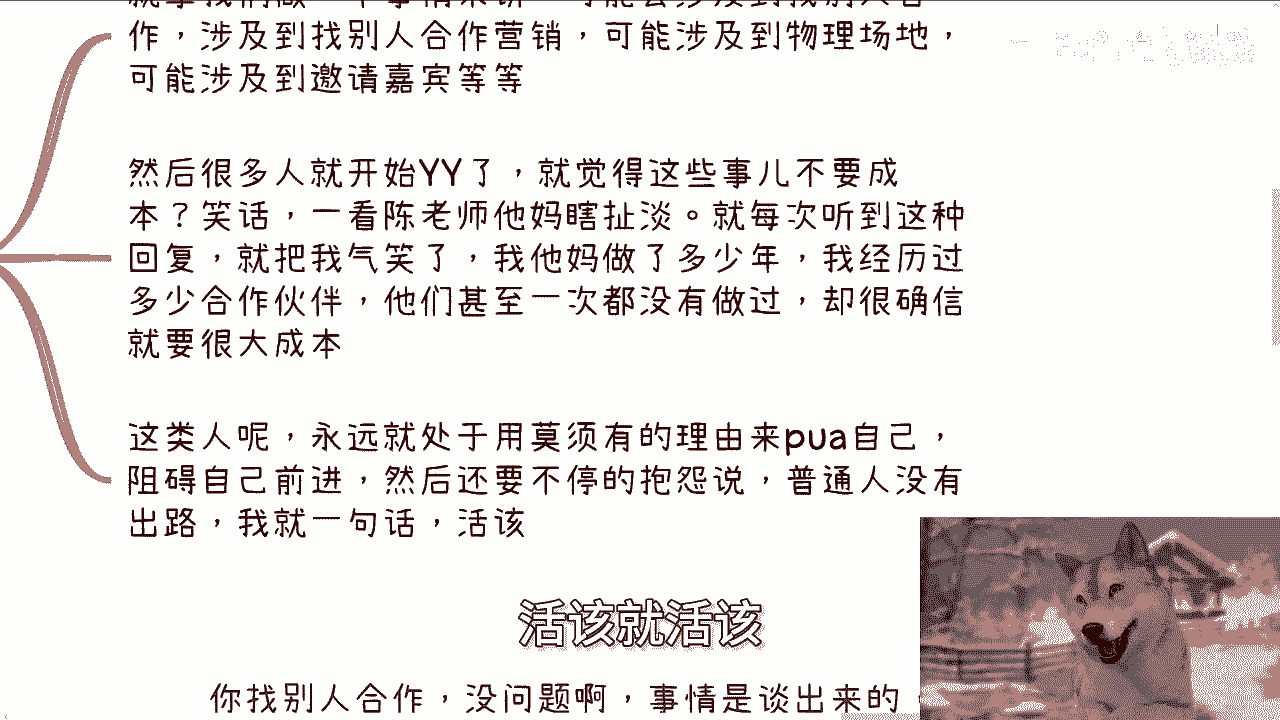 作，涉及到找别人合作营销，可能涉及到物理场地，
可能涉及到邀请嘉宾等等
然后很多人就开始YY了，就觉得这些事儿不要成
本？笑话，一看陈老师他妈瞎扯淡。就每次听到这种
回复，就把我气笑了，我他妈做了多少年，我经历过
多少合作伙伴，他们甚至一次都没有做过，却很确信
就要很大成本
这类人呢，永远就处于用莫须有的理由来pua自己，
阻碍自己前进，然后还要不停的抱怨说，普通人没有
出路，我就一句话，活该
活该就活该
你找别人合作，没问题啊，事情是谈出来的